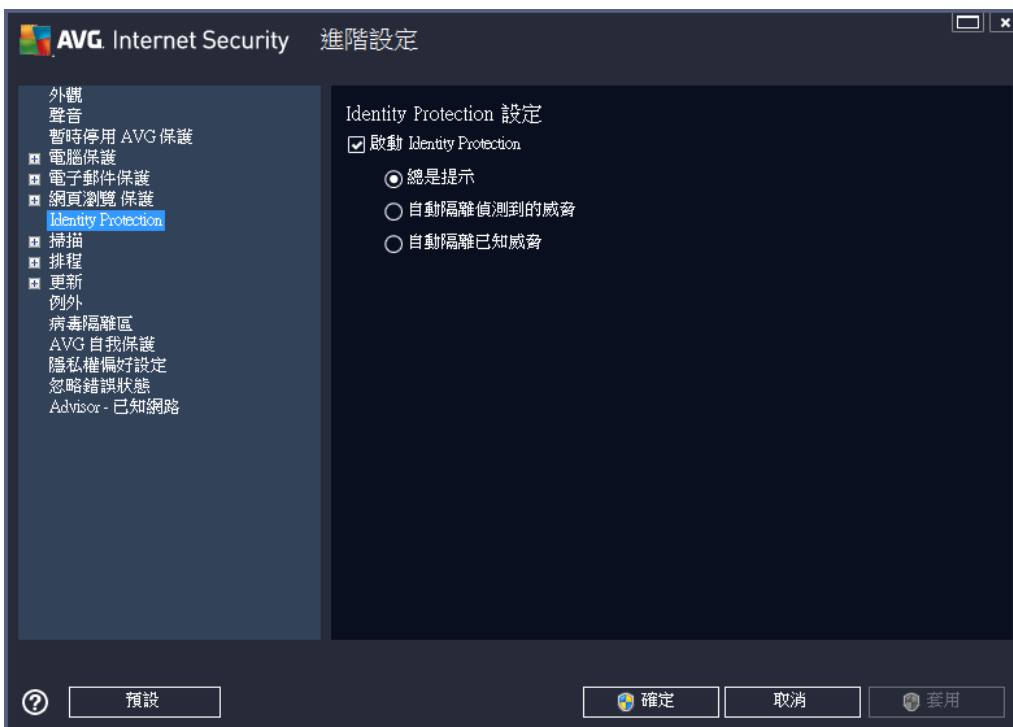 AVG. Internet Security 進階設定
外觀
聲音
暫時停用 AVG 保護
電腦保護
電子郵件保護
網頁瀏覽 保護
Identity Protection
掃描
排程
更新
例外
病毒隔離區
AVG 自我保護
隱私權偏好設定
忽略錯誤狀態
Advisor - 已知網路
Identity Protection 設定
啟動 Identity Protection
總是提示
自動隔離偵測到的威脅
自動隔離已知威脅
預設
確定
取消
套用